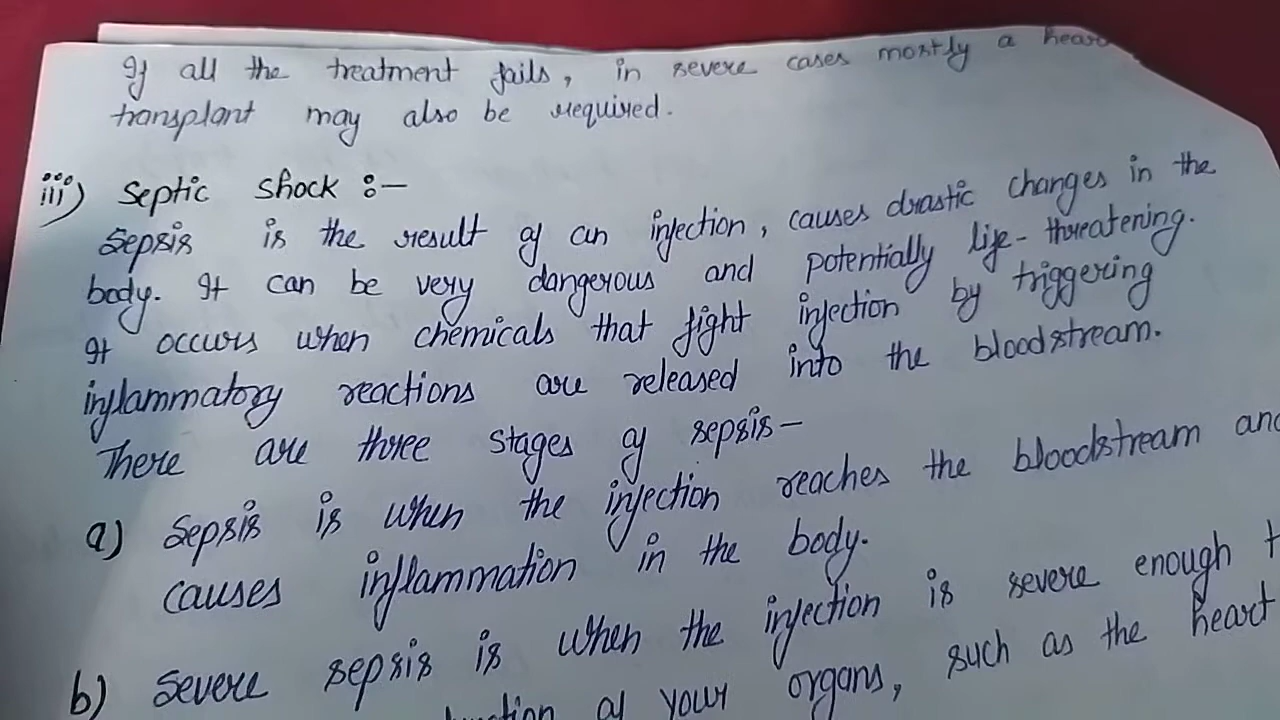 If all the treatment fails, in severe cases mostly a heart
transplant may also be required.
iii) Septic Shock :-
Sepsis is the result of an infection, causes drastic changes in the
body. It can be very dangerous and potentially life-threatening.
It occurs when chemicals that fight infection by triggering
inflammatory reactions are released into the bloodstream.
There are three stages of sepsis-
a) Sepsis is when the infection reaches the bloodstream and
causes inflammation in the body.
b) Severe sepsis is when the infection is severe enough
of your organs, such as the heart